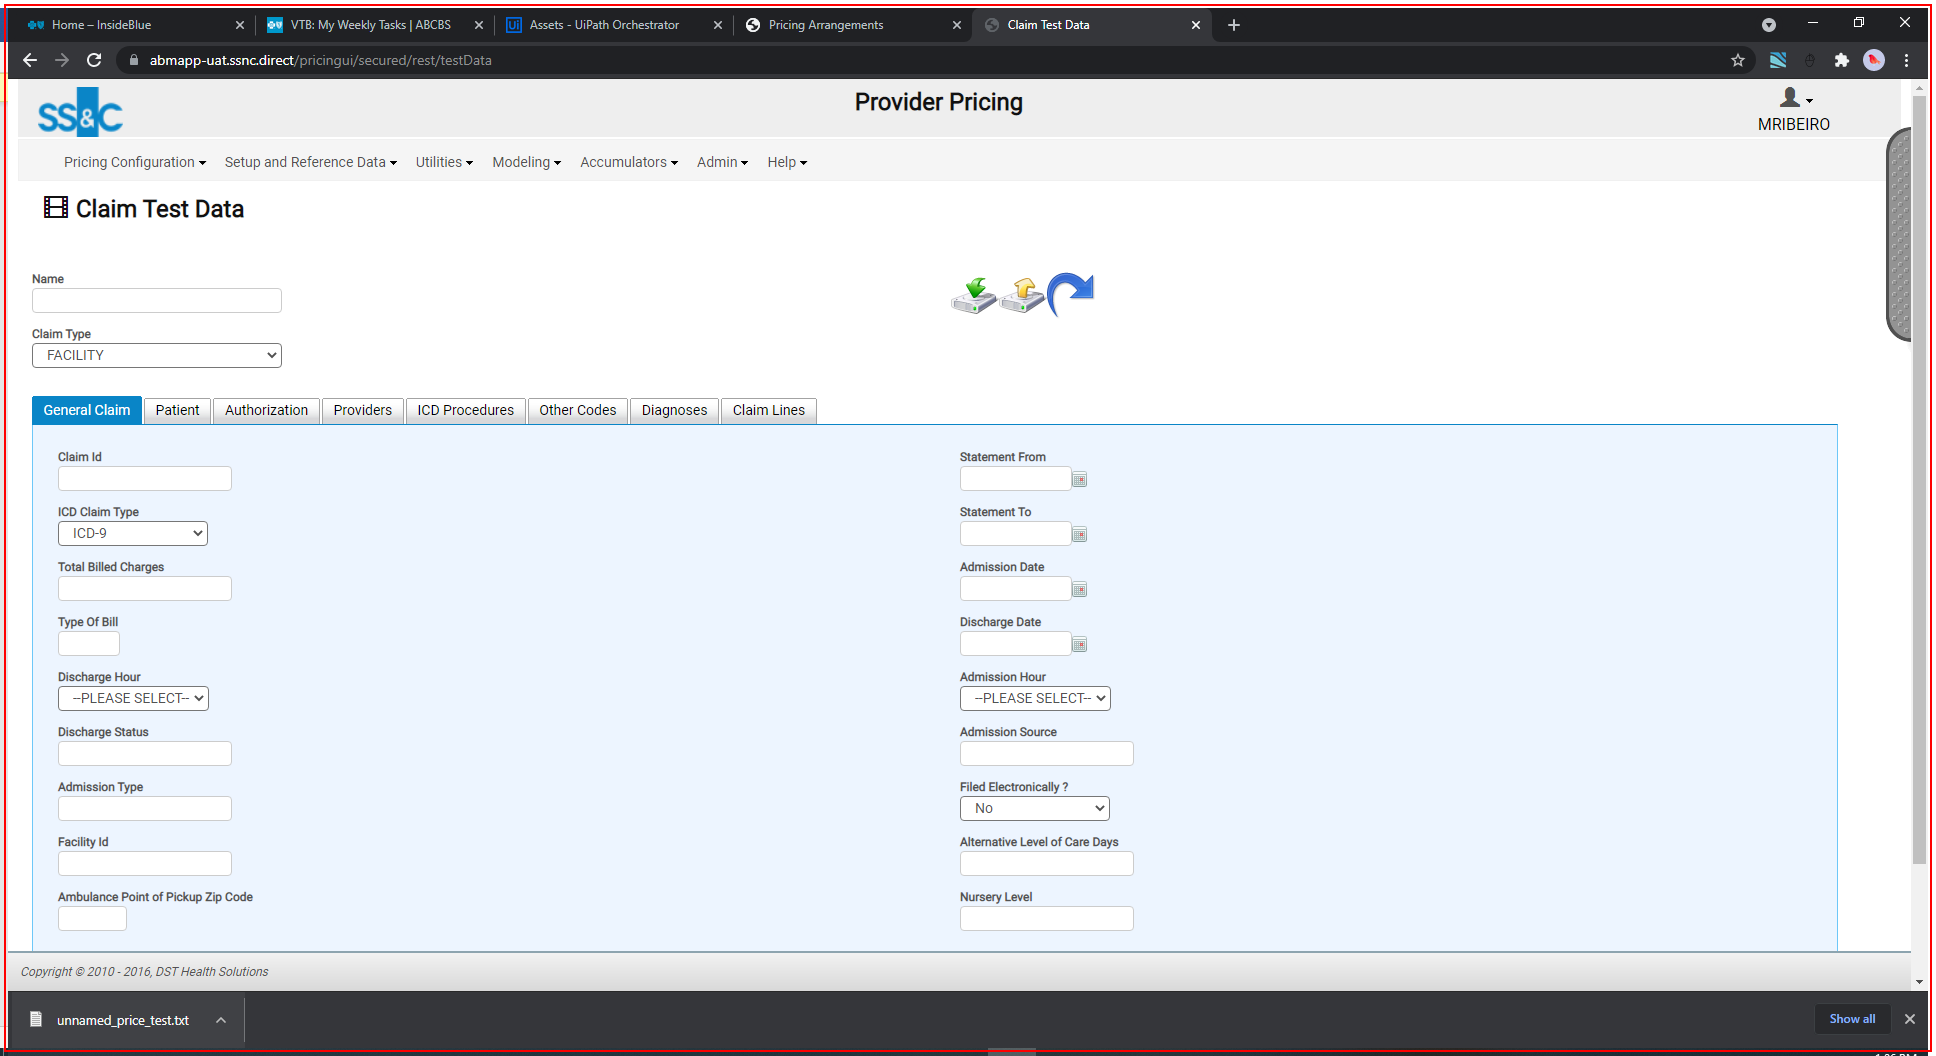 Home – InsideBlue
VTB: My Weekly Tasks | ABCBS
Assets - UiPath Orchestrator
Pricing Arrangements
Claim Test Data
abmapp-uat.ssnc.direct/pricingui/secured/rest/testData
SS&C
Provider Pricing
MRIBEIRO
Pricing Configuration
Setup and Reference Data
Utilities
Modeling
Accumulators
Admin
Help
Claim Test Data
Name
Claim Type
FACILITY
General Claim
Patient
Authorization
Providers
ICD Procedures
Other Codes
Diagnoses
Claim Lines
Claim Id
Statement From
ICD Claim Type
Statement To
ICD-9
Total Billed Charges
Admission Date
Type Of Bill
Discharge Date
Discharge Hour
Admission Hour
--PLEASE SELECT--
--PLEASE SELECT--
Discharge Status
Admission Source
Admission Type
Filed Electronically ?
No
Facility Id
Alternative Level of Care Days
Ambulance Point of Pickup Zip Code
Nursery Level
Copyright © 2010 - 2016, DST Health Solutions
unnamed_price_test.txt
Show all